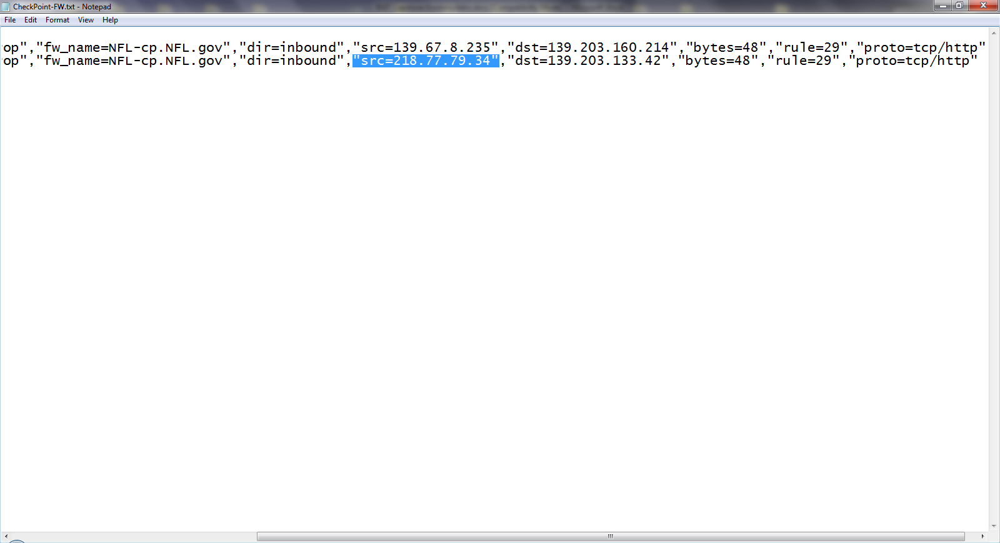 CheckPoint-FW.txt - Notepad
File Edit Format View Help
op","fw_name=NFL-cp.NFL.gov","dir=inbound","src=139.67.8.235","dst=139.203.160.214","bytes=48","rule=29","proto=tcp/http"
op","fw_name=NFL-cp.NFL.gov","dir=inbound","src=218.77.79.34","dst=139.203.133.42","bytes=48","rule=29","proto=tcp/http"